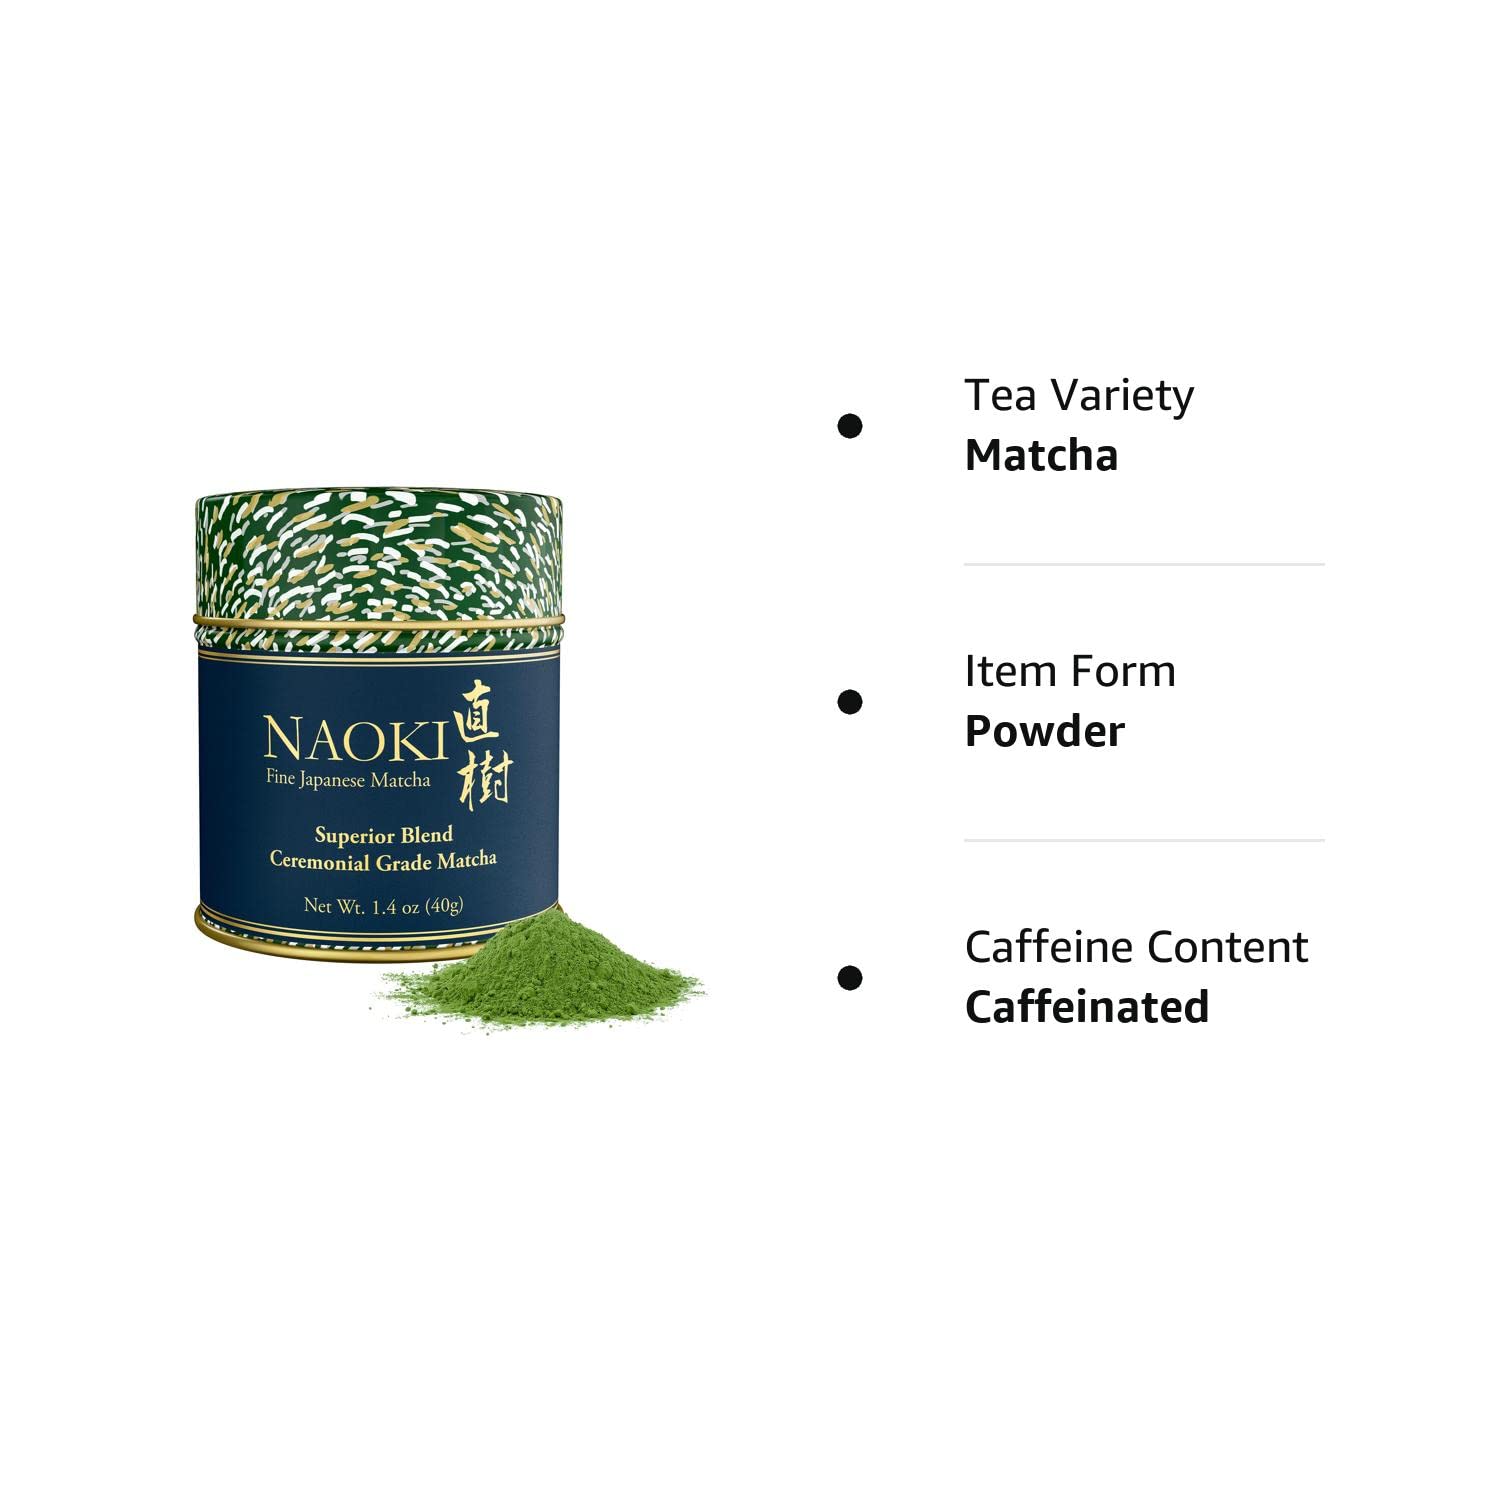 NAOKI
直樹
Fine Japanese Matcha
Superior Blend
Ceremonial Grade Matcha
Net Wt. 1.4 oz (40g)
Tea Variety
Matcha
Item Form
Powder
Caffeine Content
Caffeinated